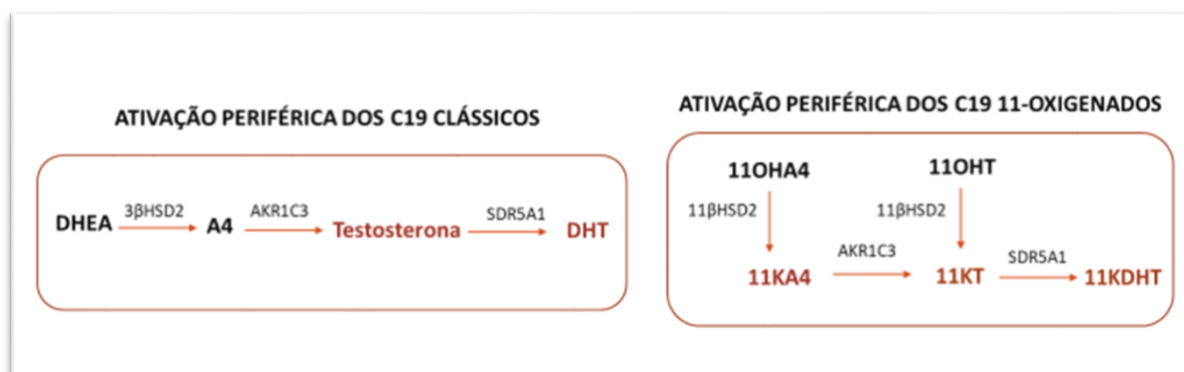 ATIVAÇÃO PERIFÉRICA DOS C19 CLÁSSICOS
DHEA 3βHSD2 A4 AKR1C3 Testosterona SDR5A1 DHT
ATIVAÇÃO PERIFÉRICA DOS C19 11-OXIGENADOS
11OHA4 11OHT
11βHSD2 11βHSD2
11KA4 AKR1C3 11KT SDR5A1 11KDHT